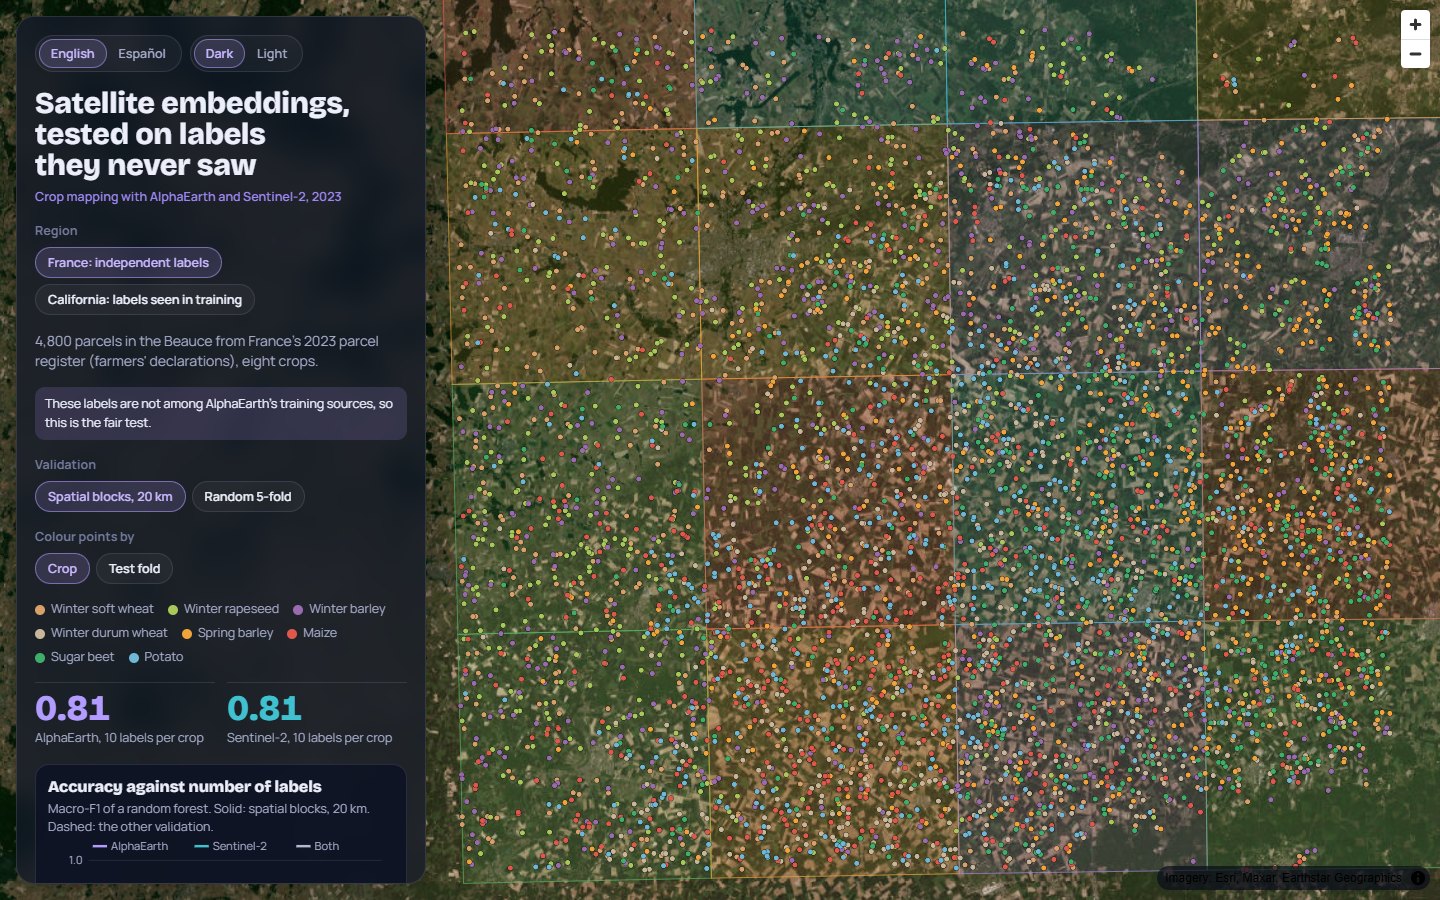 English Español Dark Light
Satellite embeddings,
tested on labels
they never saw
Crop mapping with AlphaEarth and Sentinel-2, 2023
Region
France: independent labels
California: labels seen in training
4,800 parcels in the Beauce from France's 2023 parcel
register (farmers' declarations), eight crops.
These labels are not among AlphaEarth's training sources, so
this is the fair test.
Validation
Spatial blocks, 20 km Random 5-fold
Colour points by
Crop Test fold
Winter soft wheat Winter rapeseed Winter barley
Winter durum wheat Spring barley Maize
Sugar beet Potato
0.81 0.81
AlphaEarth, 10 labels per crop Sentinel-2, 10 labels per crop
Accuracy against number of labels
Macro-F1 of a random forest. Solid: spatial blocks, 20 km.
Dashed: the other validation.
AlphaEarth Sentinel-2 Both
1.0
+
−
Imagery: Esri, Maxar, Earthstar Geographics